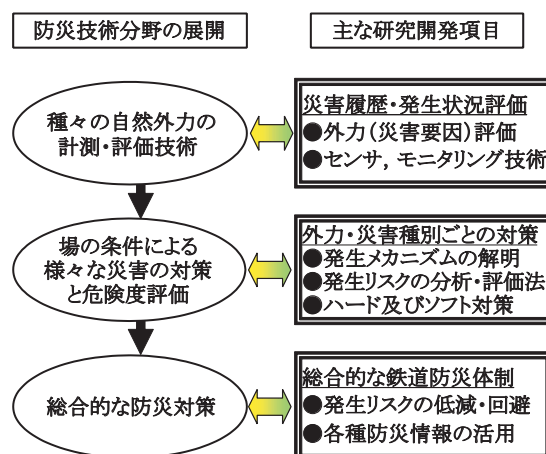 防災技術分野の展開
主な研究開発項目
種々の自然外力の
計測・評価技術
災害履歴・発生状況評価
●外力(災害要因)評価
●センサ, モニタリング技術
場の条件による
様々な災害の対策
と危険度評価
外力・災害種別ごとの対策
●発生メカニズムの解明
●発生リスクの分析・評価法
●ハード及びソフト対策
総合的な防災対策
総合的な鉄道防災体制
●発生リスクの低減・回避
●各種防災情報の活用